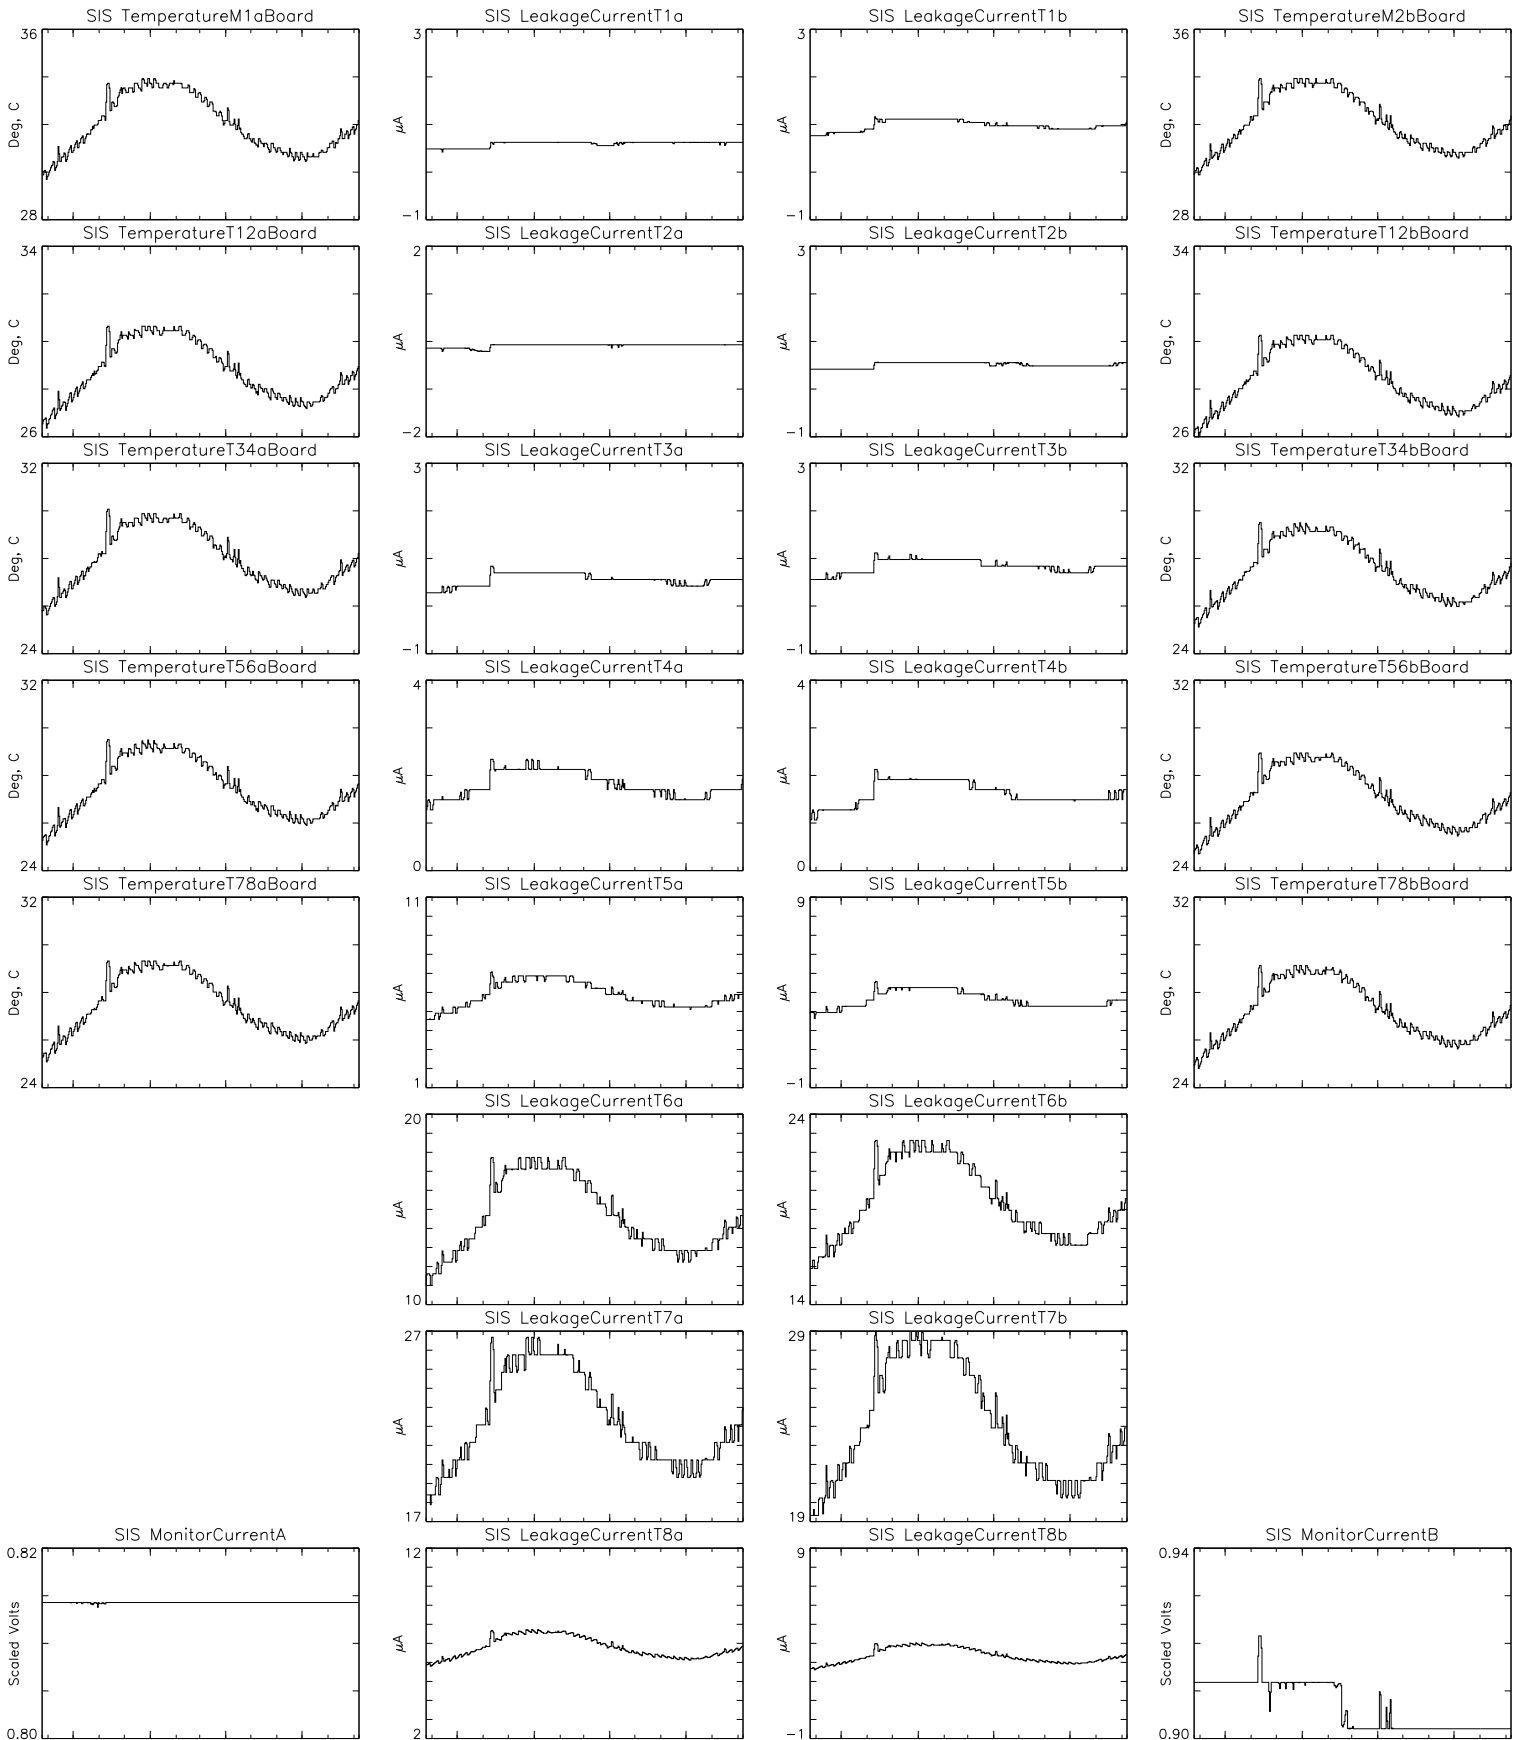 SIS TemperatureM1aBoard
SIS LeakageCurrentT1a
SIS LeakageCurrentT1b
SIS TemperatureM2bBoard
36
Deg, C
28
3
μA
−1
3
μA
−1
36
Deg, C
28
SIS TemperatureT12aBoard
SIS LeakageCurrentT2a
SIS LeakageCurrentT2b
SIS TemperatureT12bBoard
34
Deg, C
26
2
μA
−2
3
μA
−1
34
Deg, C
26
SIS TemperatureT34aBoard
SIS LeakageCurrentT3a
SIS LeakageCurrentT3b
SIS TemperatureT34bBoard
32
Deg, C
24
3
μA
−1
3
μA
−1
32
Deg, C
24
SIS TemperatureT56aBoard
SIS LeakageCurrentT4a
SIS LeakageCurrentT4b
SIS TemperatureT56bBoard
32
Deg, C
24
4
μA
0
4
μA
0
32
Deg, C
24
SIS TemperatureT78aBoard
SIS LeakageCurrentT5a
SIS LeakageCurrentT5b
SIS TemperatureT78bBoard
32
Deg, C
24
11
μA
1
9
μA
−1
32
Deg, C
24
SIS LeakageCurrentT6a
SIS LeakageCurrentT6b
20
μA
10
24
μA
14
SIS LeakageCurrentT7a
SIS LeakageCurrentT7b
27
μA
17
29
μA
19
SIS MonitorCurrentA
SIS LeakageCurrentT8a
SIS LeakageCurrentT8b
SIS MonitorCurrentB
0.82
Scaled Volts
0.80
12
μA
2
9
μA
−1
0.94
Scaled Volts
0.90